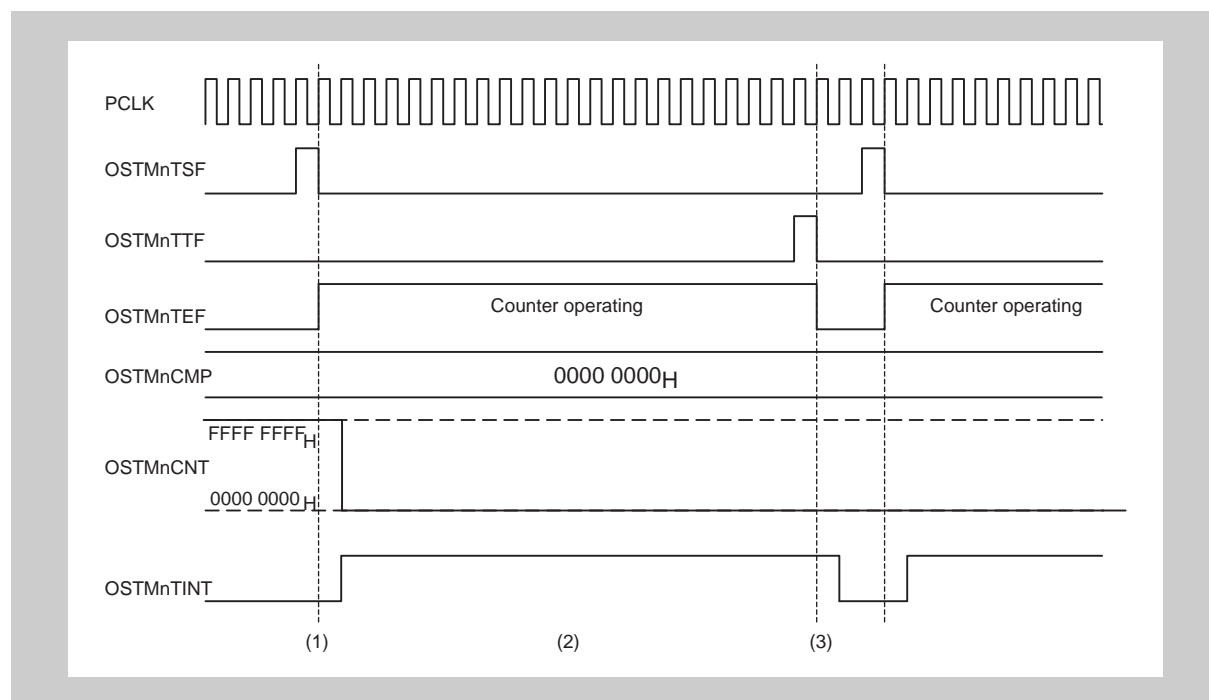 PCLK
OSTMnTSF
OSTMnTTF
OSTMnTEF
Counter operating
Counter operating
OSTMnCMP
0000 0000H
FFFF FFFFH
OSTMnCNT
0000 0000H
OSTMnTINT
(1)
(2)
(3)